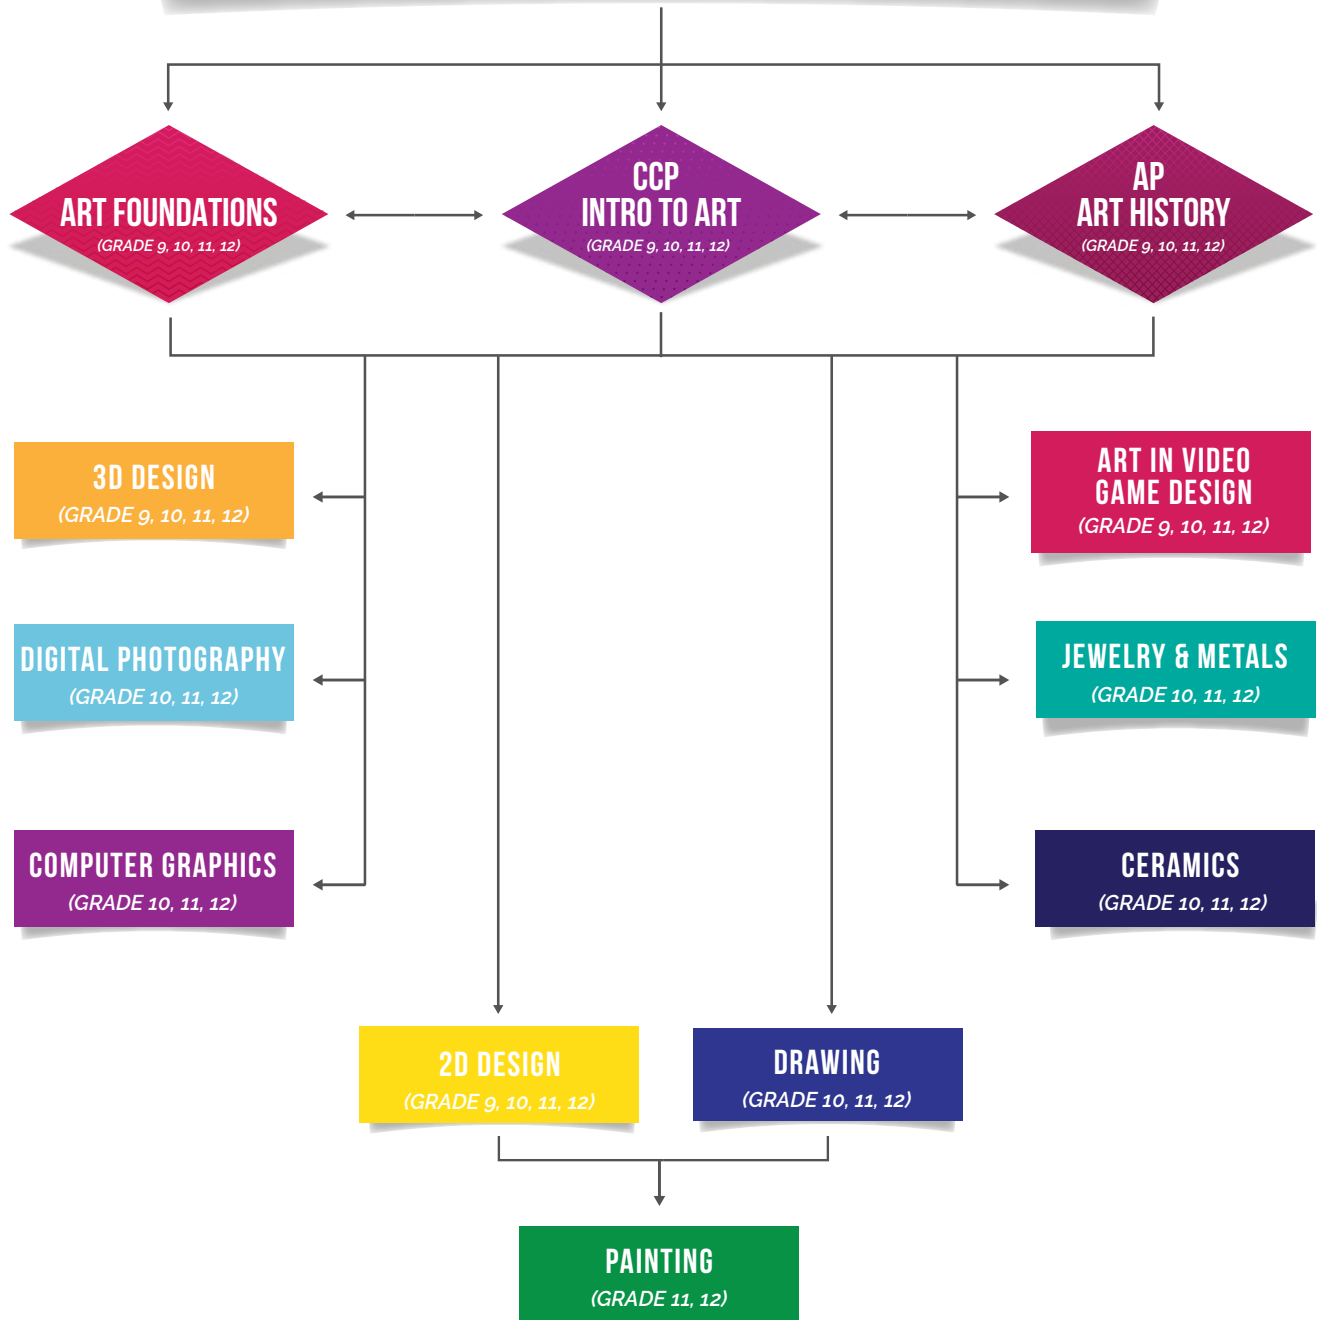 ART FOUNDATIONS
(GRADE 9, 10, 11, 12)
CCP
INTRO TO ART
(GRADE 9, 10, 11, 12)
AP
ART HISTORY
(GRADE 9, 10, 11, 12)
3D DESIGN
(GRADE 9, 10, 11, 12)
ART IN VIDEO
GAME DESIGN
(GRADE 9, 10, 11, 12)
DIGITAL PHOTOGRAPHY
(GRADE 10, 11, 12)
JEWELRY & METALS
(GRADE 10, 11, 12)
COMPUTER GRAPHICS
(GRADE 10, 11, 12)
CERAMICS
(GRADE 10, 11, 12)
2D DESIGN
(GRADE 9, 10, 11, 12)
DRAWING
(GRADE 10, 11, 12)
PAINTING
(GRADE 11, 12)